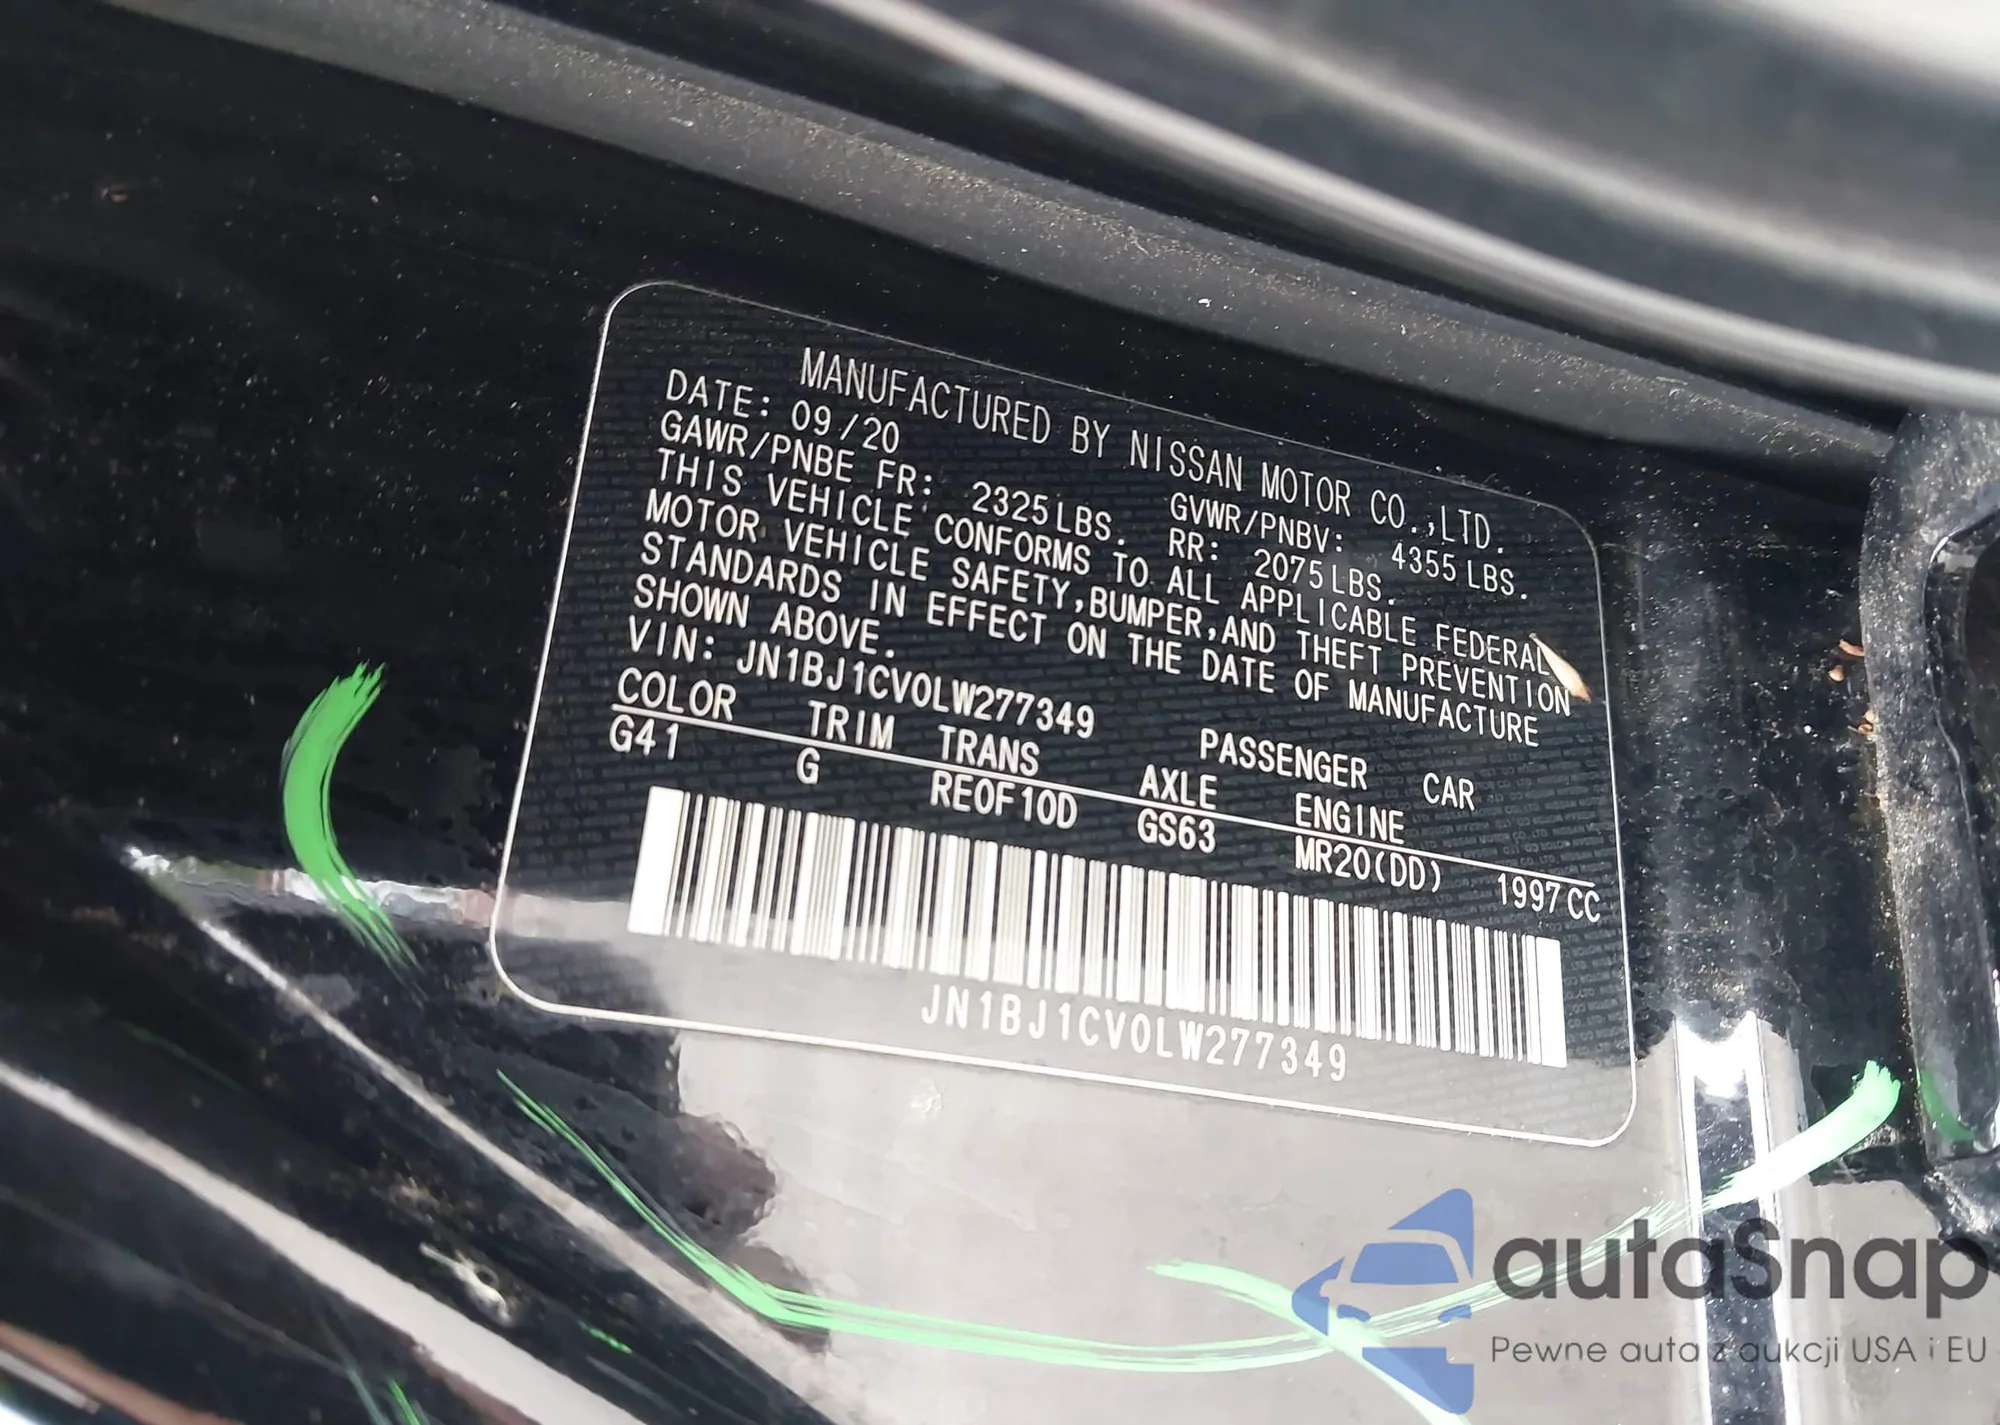 MANUFACTURED BY NISSAN MOTOR CO.,LTD.
DATE: 09/20 GVWR/PNBV: 4355 LBS.
GAWR/PNBE FR: 2325LBS. RR: 2075LBS.
THIS VEHICLE CONFORMS TO ALL APPLICABLE FEDERAL
MOTOR VEHICLE SAFETY,BUMPER,AND THEFT PREVENTION
STANDARDS IN EFFECT ON THE DATE OF MANUFACTURE
SHOWN ABOVE.
VIN: JN1BJ1CV0LW277349 PASSENGER CAR
COLOR TRIM TRANS AXLE ENGINE
G41 G RE0F10D GS63 MR20(DD) 1997CC
JN1BJ1CV0LW277349
autaSnap
Pewne auta z aukcji USA i EU